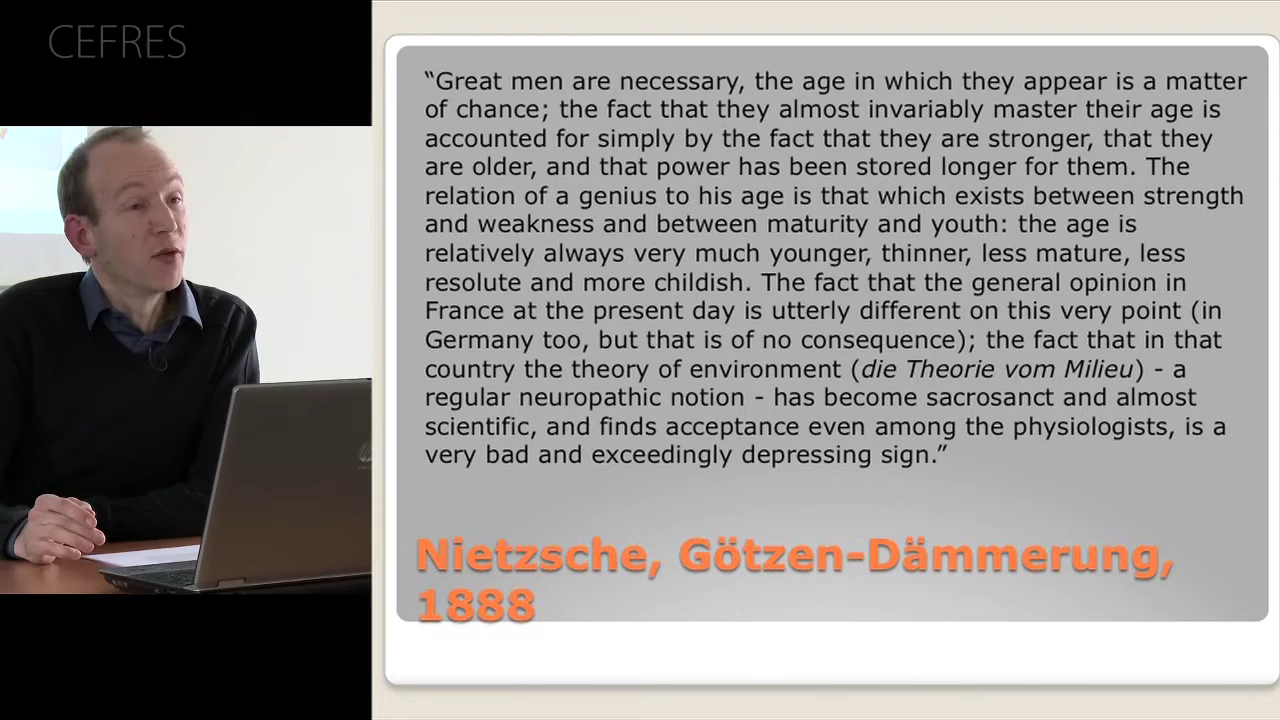 CEFRES
“Great men are necessary, the age in which they appear is a matter
of chance; the fact that they almost invariably master their age is
accounted for simply by the fact that they are stronger, that they
are older, and that power has been stored longer for them. The
relation of a genius to his age is that which exists between strength
and weakness and between maturity and youth: the age is
relatively always very much younger, thinner, less mature, less
resolute and more childish. The fact that the general opinion in
France at the present day is utterly different on this very point (in
Germany too, but that is of no consequence); the fact that in that
country the theory of environment (die Theorie vom Milieu) - a
regular neuropathic notion - has become sacrosanct and almost
scientific, and finds acceptance even among the physiologists, is a
very bad and exceedingly depressing sign.”
Nietzsche, Götzen-Dämmerung,
1888